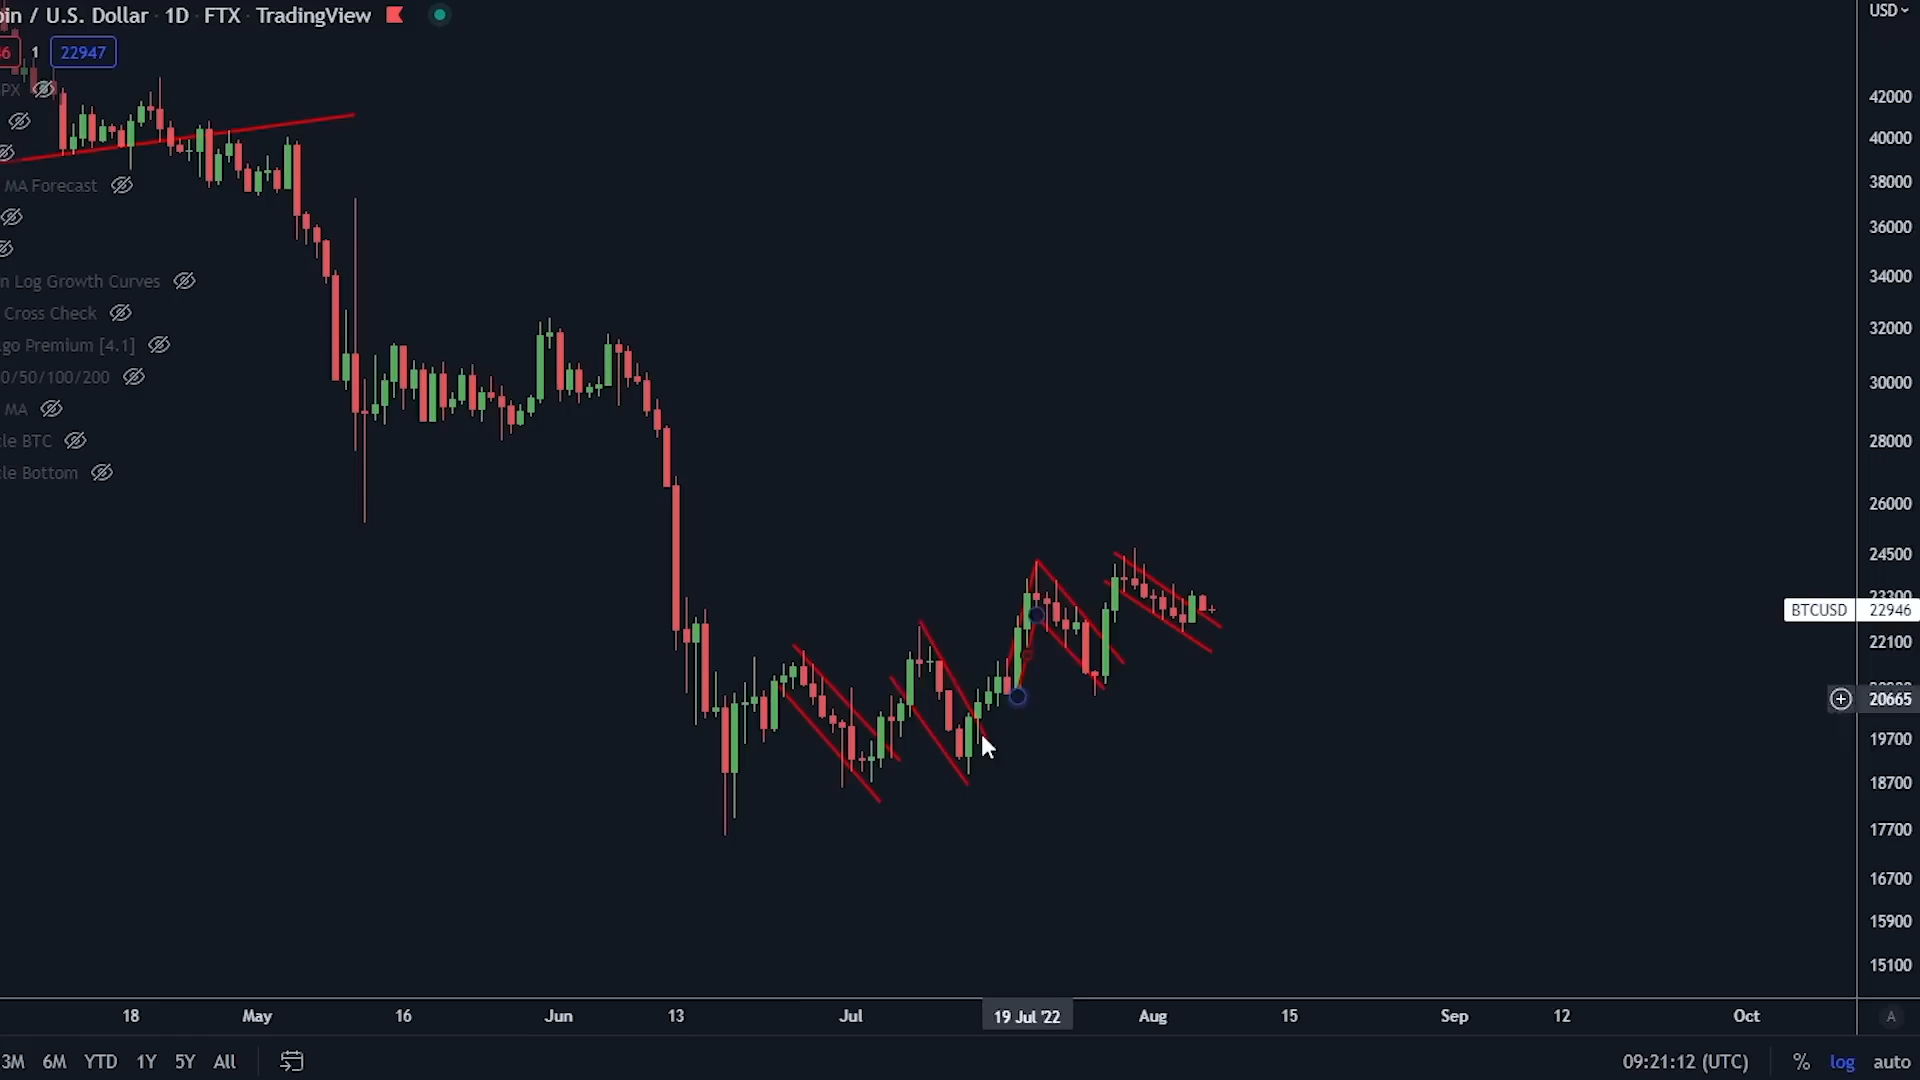 oin / U.S. Dollar · 1D · FTX · TradingView
46 1 22947
PX
MA Forecast
n Log Growth Curves
Cross Check
go Premium [4.1]
0/50/100/200
MA
le BTC
le Bottom
USD
42000
40000
38000
36000
34000
32000
30000
28000
26000
24500
23300
BTCUSD 22946
22100
20665
19700
18700
17700
16700
15900
15100
18 May 16 Jun 13 Jul 19 Jul '22 Aug 15 Sep 12 Oct A
3M 6M YTD 1Y 5Y All 09:21:12 (UTC) % log auto